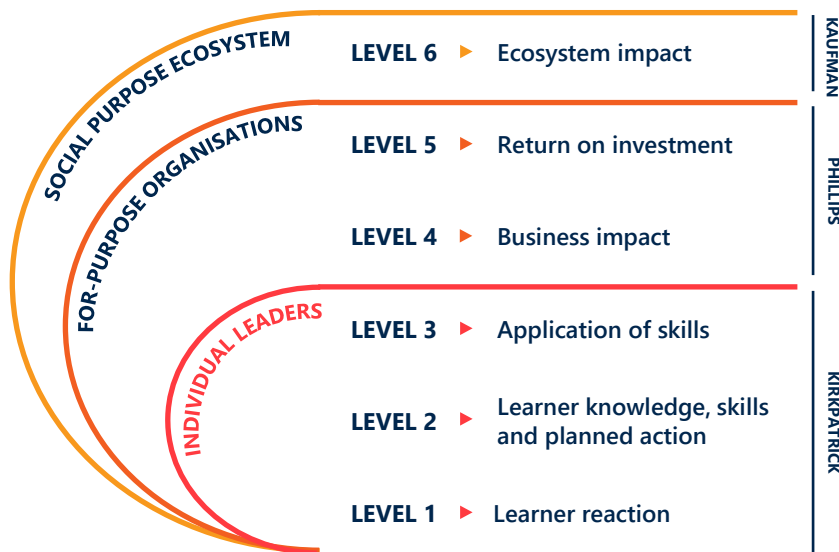 SOCIAL PURPOSE ECOSYSTEM
FOR-PURPOSE ORGANISATIONS
INDIVIDUAL LEADERS
LEVEL 6 Ecosystem impact
LEVEL 5 Return on investment
LEVEL 4 Business impact
LEVEL 3 Application of skills
LEVEL 2 Learner knowledge, skills
and planned action
LEVEL 1 Learner reaction
KAUFMAN
PHILLIPS
KIRKPATRICK